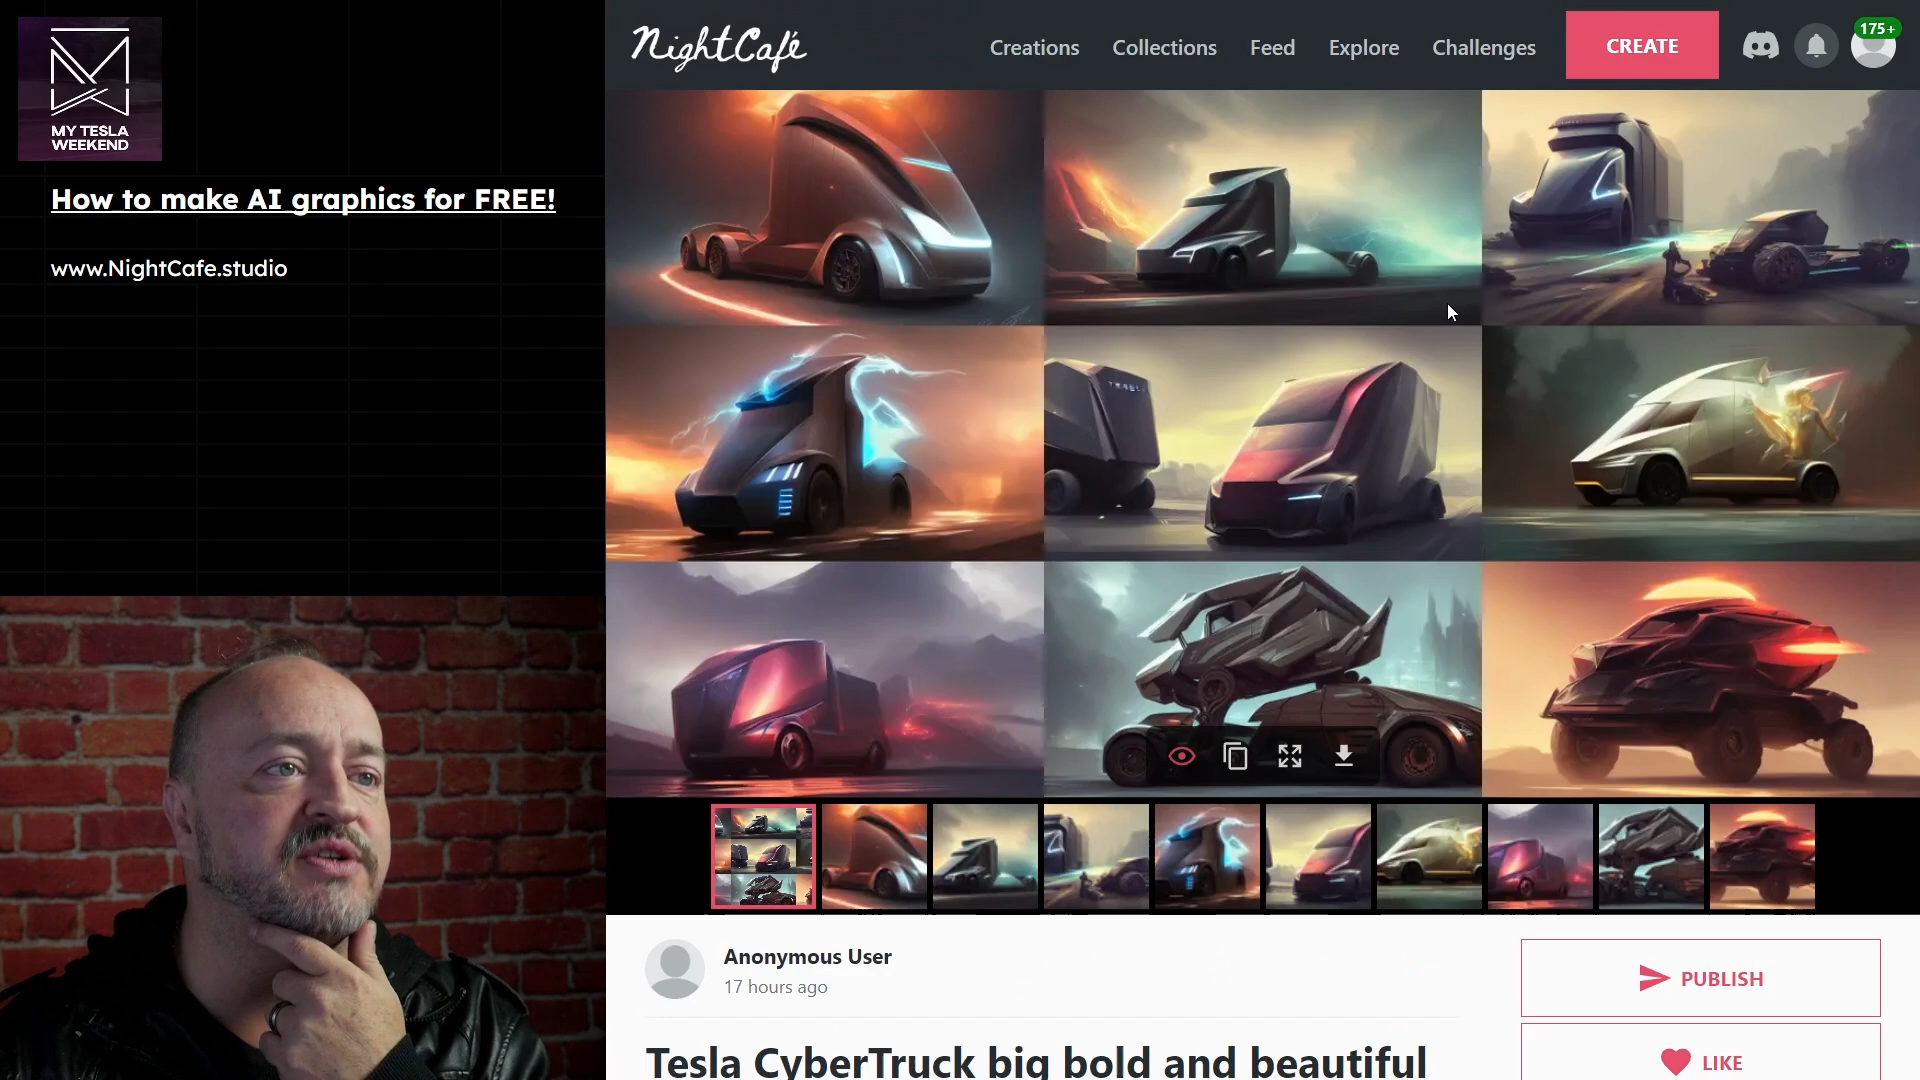 MY TESLA
WEEKEND
How to make AI graphics for FREE!
www.NightCafe.studio
NightCafé
Creations
Collections
Feed
Explore
Challenges
CREATE
175+
Anonymous User
17 hours ago
Tesla CyberTruck big bold and beautiful
PUBLISH
LIKE